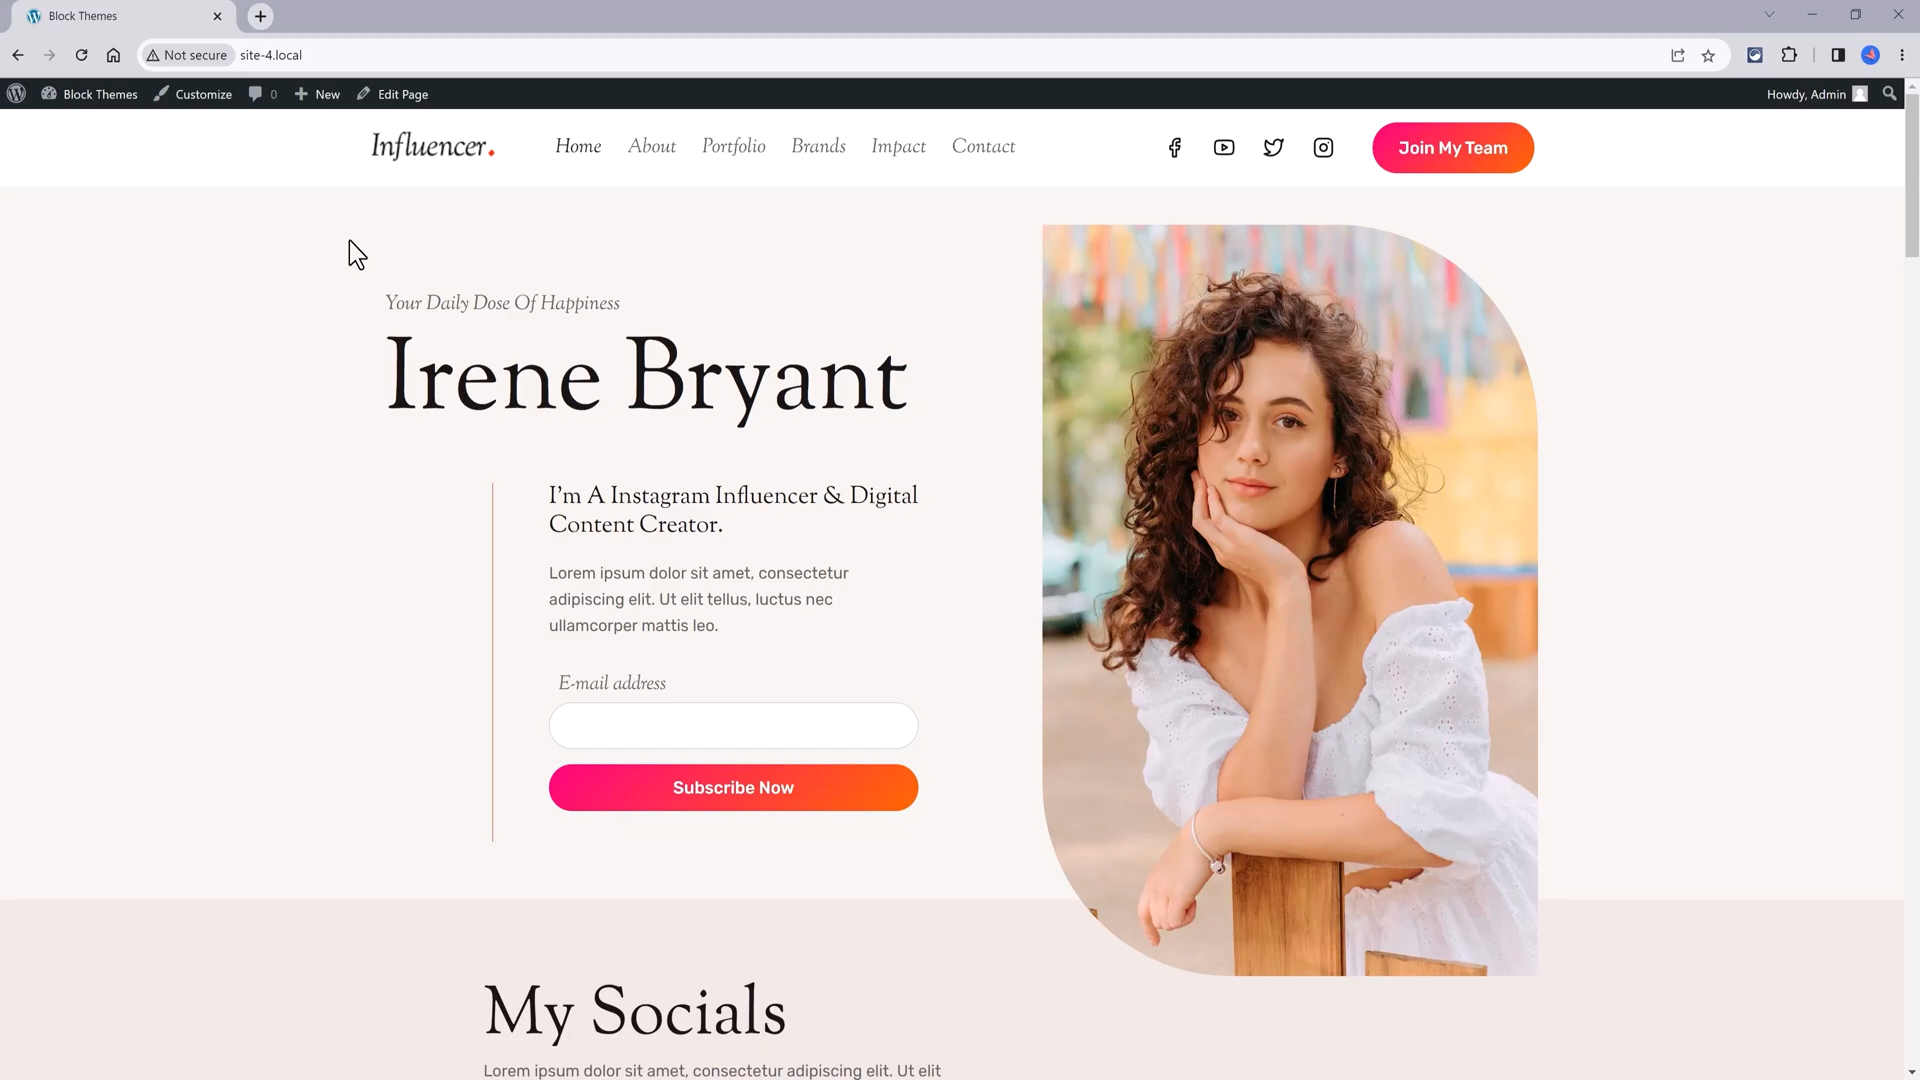 Block Themes
Not secure
site-4.local
Block Themes
Customize
0
New
Edit Page
Howdy, Admin
Influencer.
Home
About
Portfolio
Brands
Impact
Contact
Join My Team
Your Daily Dose Of Happiness
Irene Bryant
I'm A Instagram Influencer & Digital
Content Creator.
Lorem ipsum dolor sit amet, consectetur
adipiscing elit. Ut elit tellus, luctus nec
ullamcorper mattis leo.
E-mail address
Subscribe Now
My Socials
Lorem ipsum dolor sit amet, consectetur adipiscing elit. Ut elit